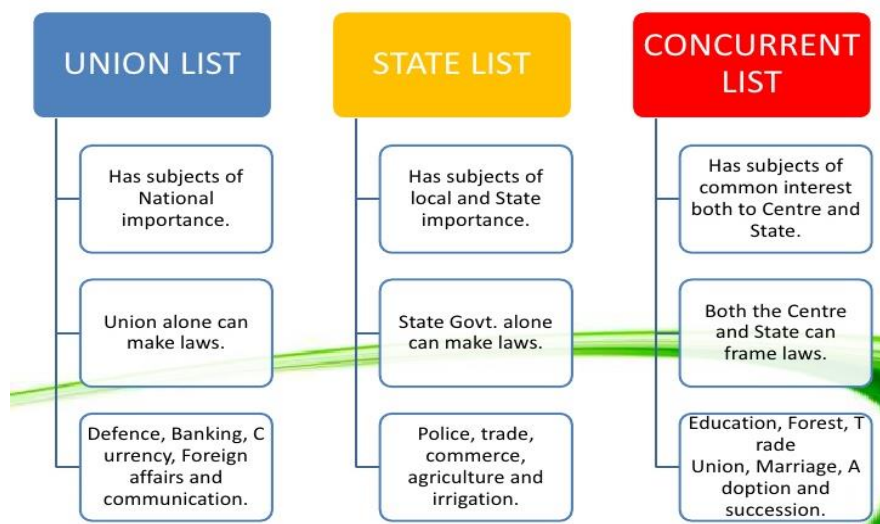 UNION LIST
Has subjects of
National
importance.
Union alone can
make laws.
Defence, Banking, C
urrency, Foreign
affairs and
communication.
STATE LIST
Has subjects of
local and State
importance.
State Govt. alone
can make laws.
Police, trade,
commerce,
agriculture and
irrigation.
CONCURRENT
LIST
Has subjects of
common interest
both to Centre and
State.
Both the Centre
and State can
frame laws.
Education, Forest, T
rade
Union, Marriage, A
doption and
succession.